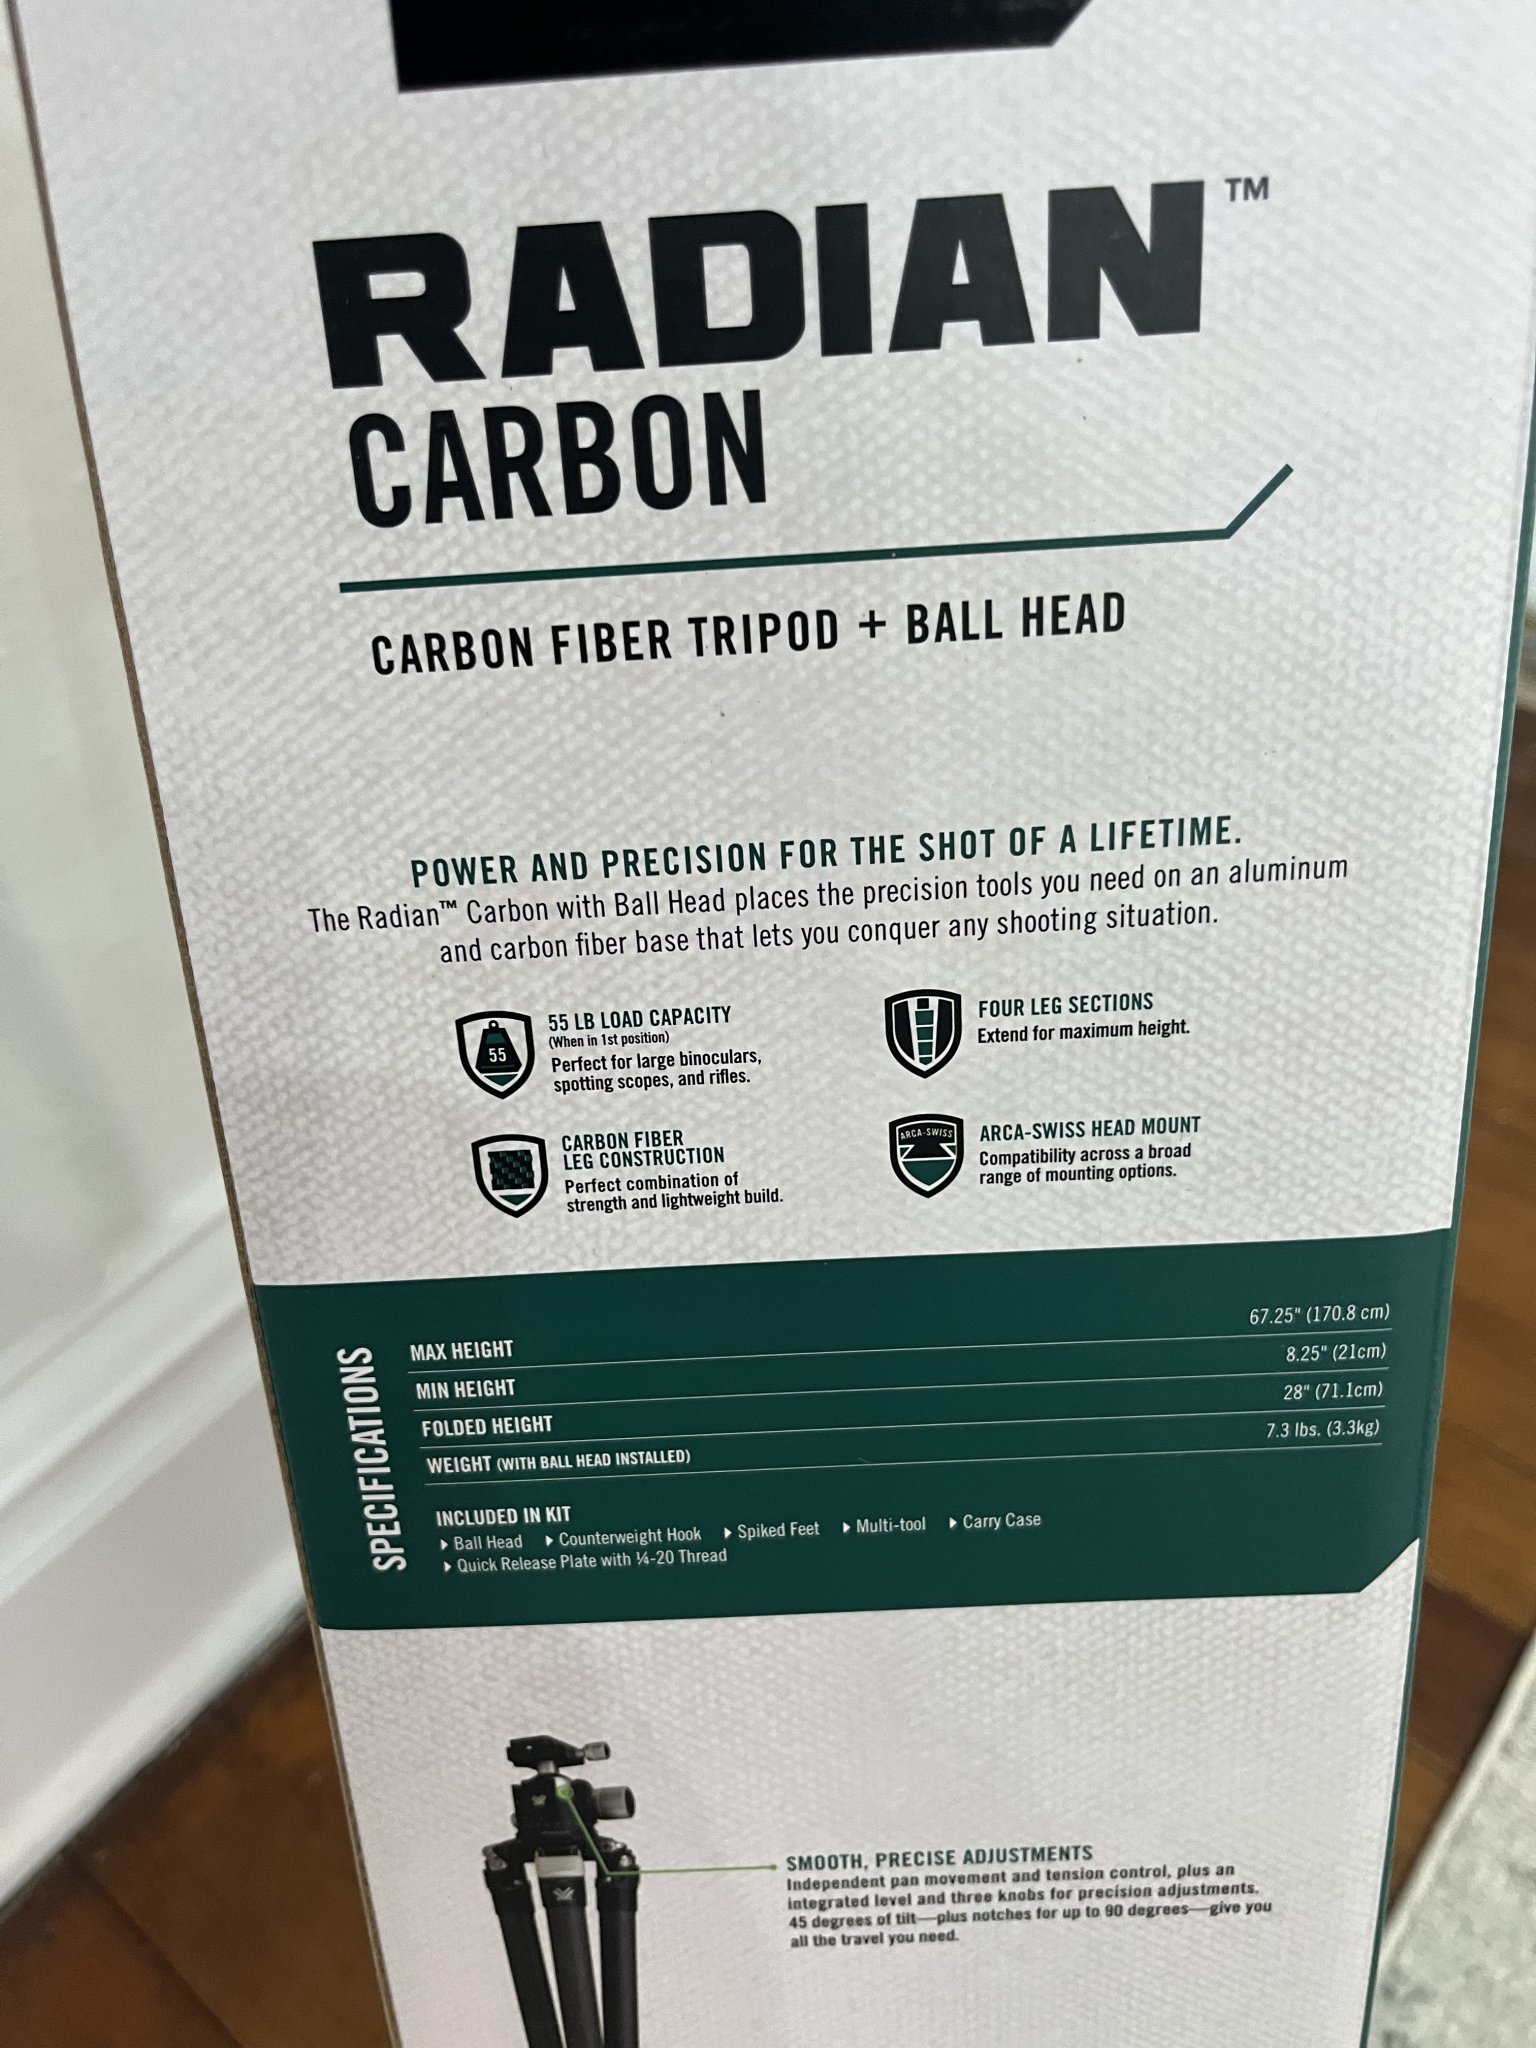 RADIAN™
CARBON
CARBON FIBER TRIPOD + BALL HEAD
POWER AND PRECISION FOR THE SHOT OF A LIFETIME.
The Radian™ Carbon with Ball Head places the precision tools you need on an aluminum
and carbon fiber base that lets you conquer any shooting situation.
55
55 LB LOAD CAPACITY
(When in 1st position)
Perfect for large binoculars,
spotting scopes, and rifles.
FOUR LEG SECTIONS
Extend for maximum height.
CARBON FIBER
LEG CONSTRUCTION
Perfect combination of
strength and lightweight build.
ARCA-SWISS
ARCA-SWISS HEAD MOUNT
Compatibility across a broad
range of mounting options.
SPECIFICATIONS
MAX HEIGHT 67.25" (170.8 cm)
MIN HEIGHT 8.25" (21cm)
FOLDED HEIGHT 28" (71.1cm)
WEIGHT (WITH BALL HEAD INSTALLED) 7.3 lbs. (3.3kg)
INCLUDED IN KIT
▸ Ball Head ▸ Counterweight Hook ▸ Spiked Feet ▸ Multi-tool ▸ Carry Case
▸ Quick Release Plate with ¼-20 Thread
SMOOTH, PRECISE ADJUSTMENTS
Independent pan movement and tension control, plus an
integrated level and three knobs for precision adjustments.
45 degrees of tilt—plus notches for up to 90 degrees—give you
all the travel you need.